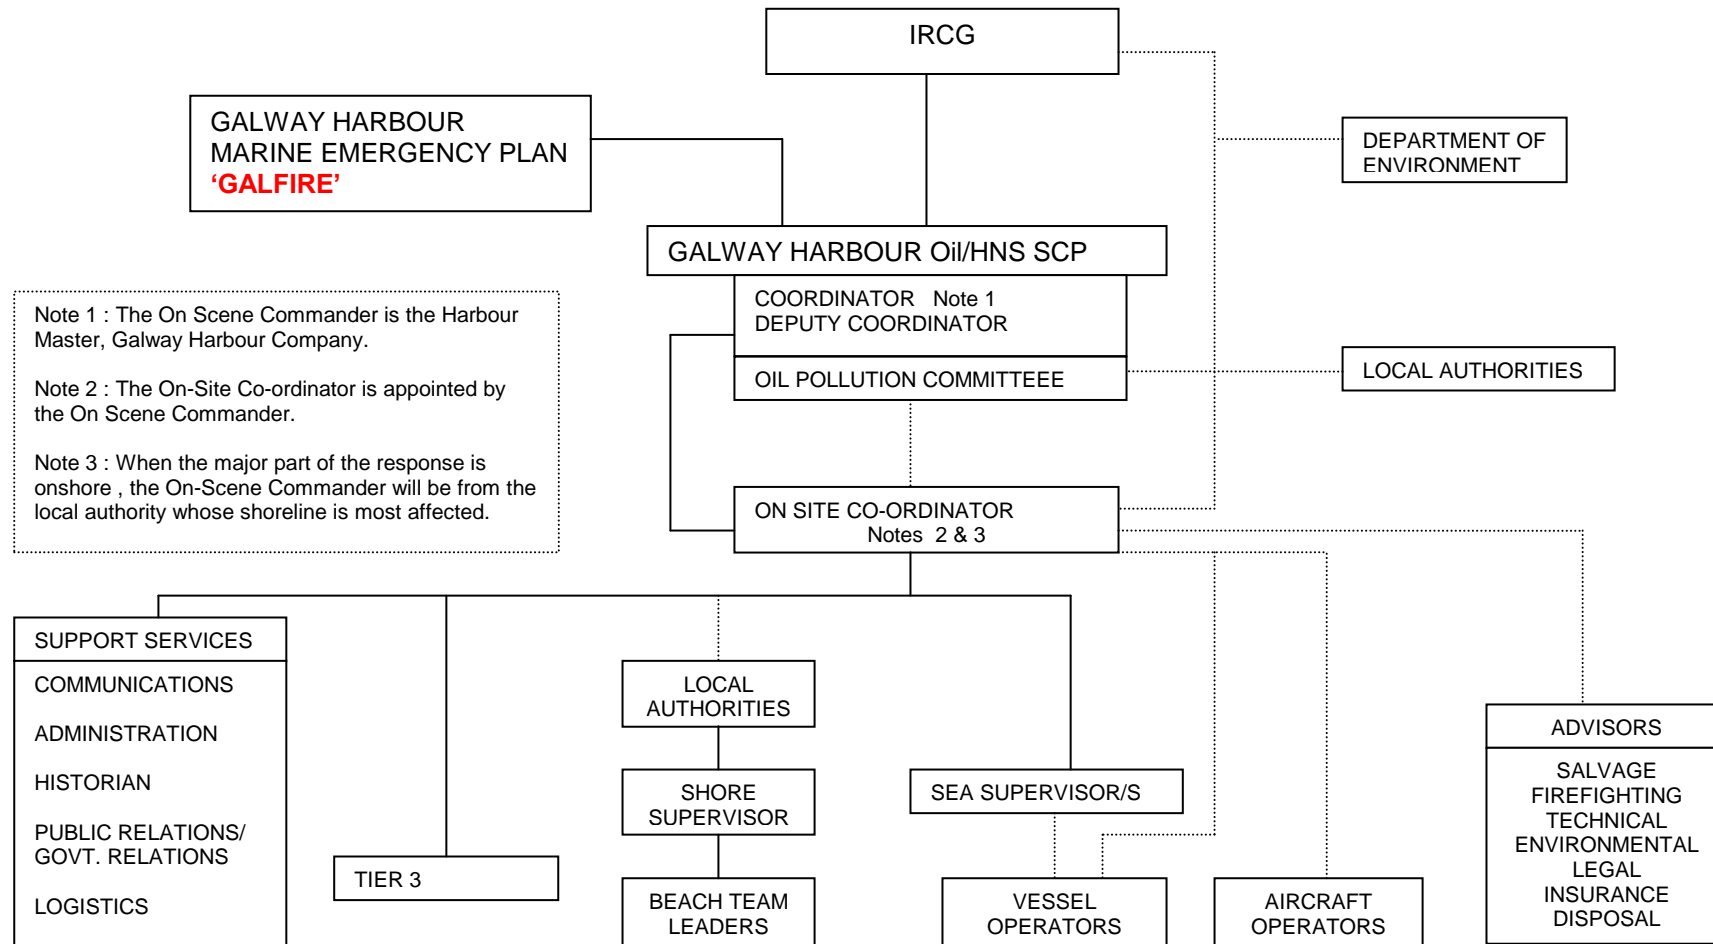 IRCG
GALWAY HARBOUR
MARINE EMERGENCY PLAN
‘GALFIRE’
DEPARTMENT OF
ENVIRONMENT
GALWAY HARBOUR Oil/HNS SCP
COORDINATOR Note 1
DEPUTY COORDINATOR
OIL POLLUTION COMMITTEEE
LOCAL AUTHORITIES
Note 1 : The On Scene Commander is the Harbour
Master, Galway Harbour Company.
Note 2 : The On-Site Co-ordinator is appointed by
the On Scene Commander.
Note 3 : When the major part of the response is
onshore , the On-Scene Commander will be from the
local authority whose shoreline is most affected.
ON SITE CO-ORDINATOR
Notes 2 & 3
SUPPORT SERVICES
COMMUNICATIONS
ADMINISTRATION
HISTORIAN
PUBLIC RELATIONS/
GOVT. RELATIONS
LOGISTICS
TIER 3
LOCAL
AUTHORITIES
SHORE
SUPERVISOR
BEACH TEAM
LEADERS
SEA SUPERVISOR/S
VESSEL
OPERATORS
AIRCRAFT
OPERATORS
ADVISORS
SALVAGE
FIREFIGHTING
TECHNICAL
ENVIRONMENTAL
LEGAL
INSURANCE
DISPOSAL